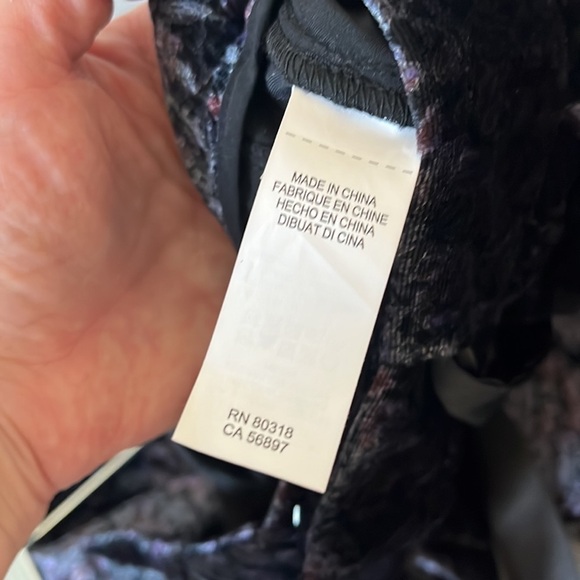 MADE IN CHINA
FABRIQUE EN CHINE
HECHO EN CHINA
DIBUAT DI CINA
RN 80318
CA 56897